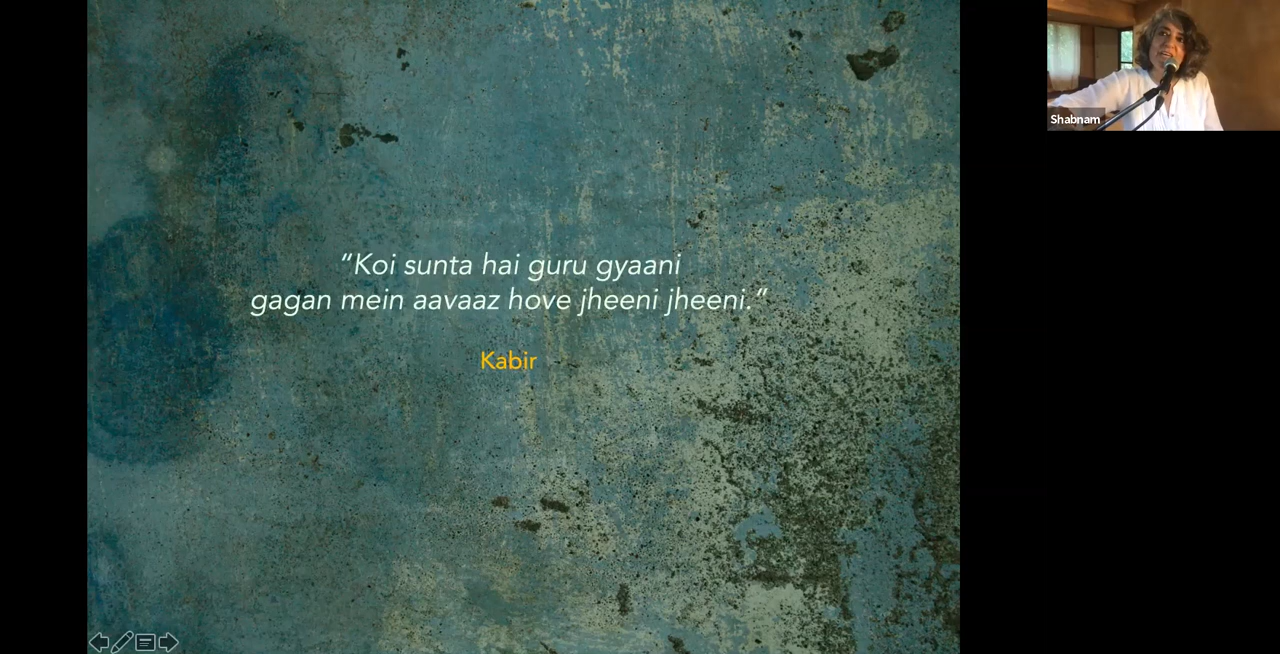 “Koi sunta hai guru gyaani
gagan mein aavaaz hove jheeni jheeni.”
Kabir
Shabnam